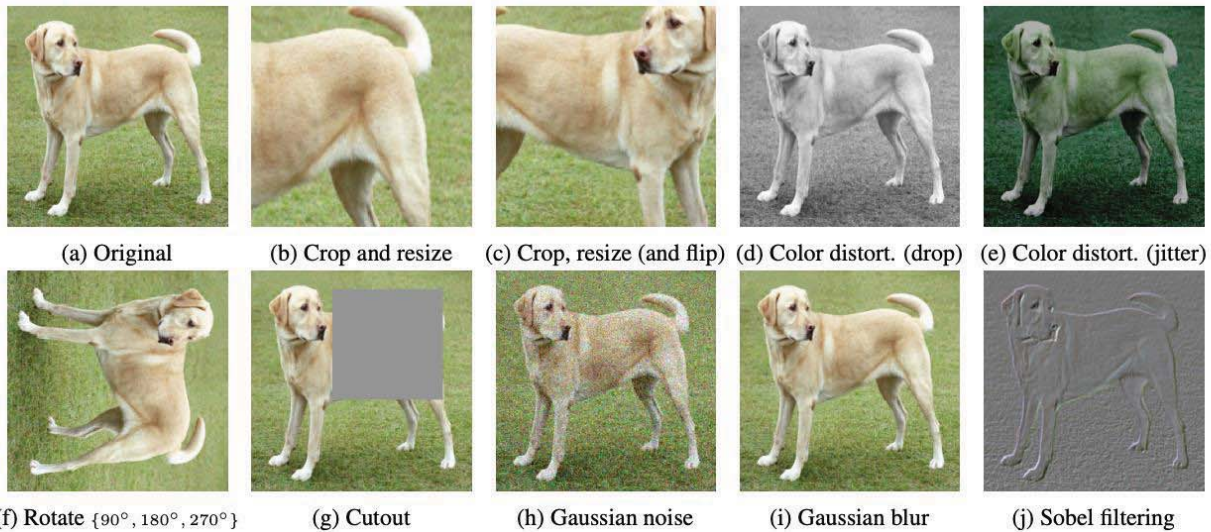 (a) Original
(b) Crop and resize
(c) Crop, resize (and flip)
(d) Color distort. (drop)
(e) Color distort. (jitter)
(f) Rotate {90°, 180°, 270°}
(g) Cutout
(h) Gaussian noise
(i) Gaussian blur
(j) Sobel filtering